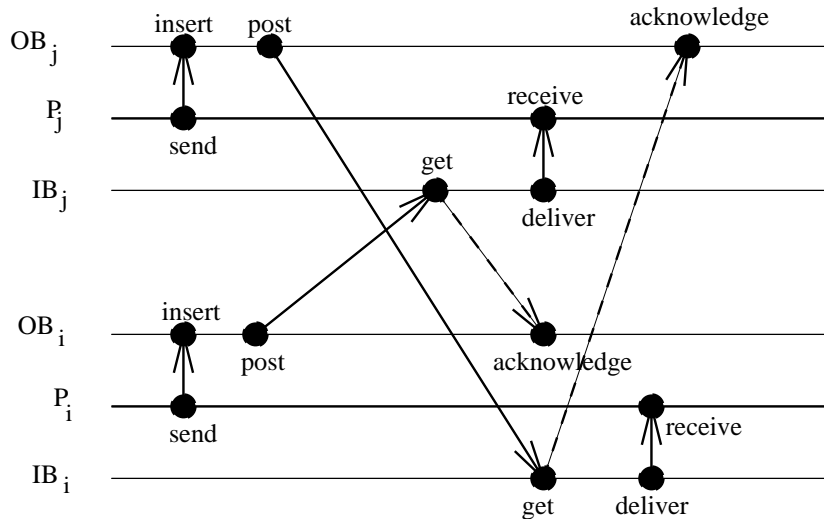 insert post acknowledge
OB j
P j receive
send
get
IB j
deliver
insert
OB i
post acknowledge
P i
send receive
IB i
get deliver